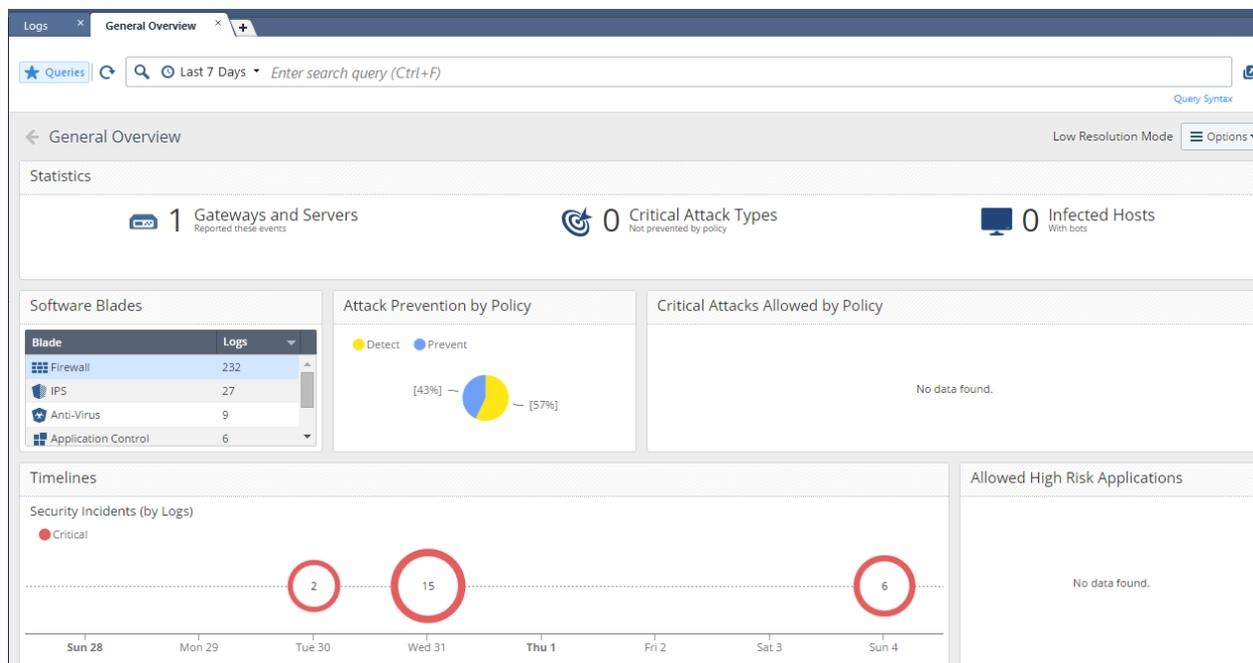 Logs × General Overview × +
Queries Last 7 Days Enter search query (Ctrl+F)
Query Syntax
General Overview Low Resolution Mode Options
Statistics
1 Gateways and Servers 0 Critical Attack Types 0 Infected Hosts
Reported these events Not prevented by policy With bots
Software Blades Attack Prevention by Policy Critical Attacks Allowed by Policy
Blade Logs
Detect Prevent
Firewall 232
IPS 27
[43%] [57%]
No data found.
Anti-Virus 9
Application Control 6
Timelines Allowed High Risk Applications
Security Incidents (by Logs)
Critical
2 15 6
No data found.
Sun 28 Mon 29 Tue 30 Wed 31 Thu 1 Fri 2 Sat 3 Sun 4